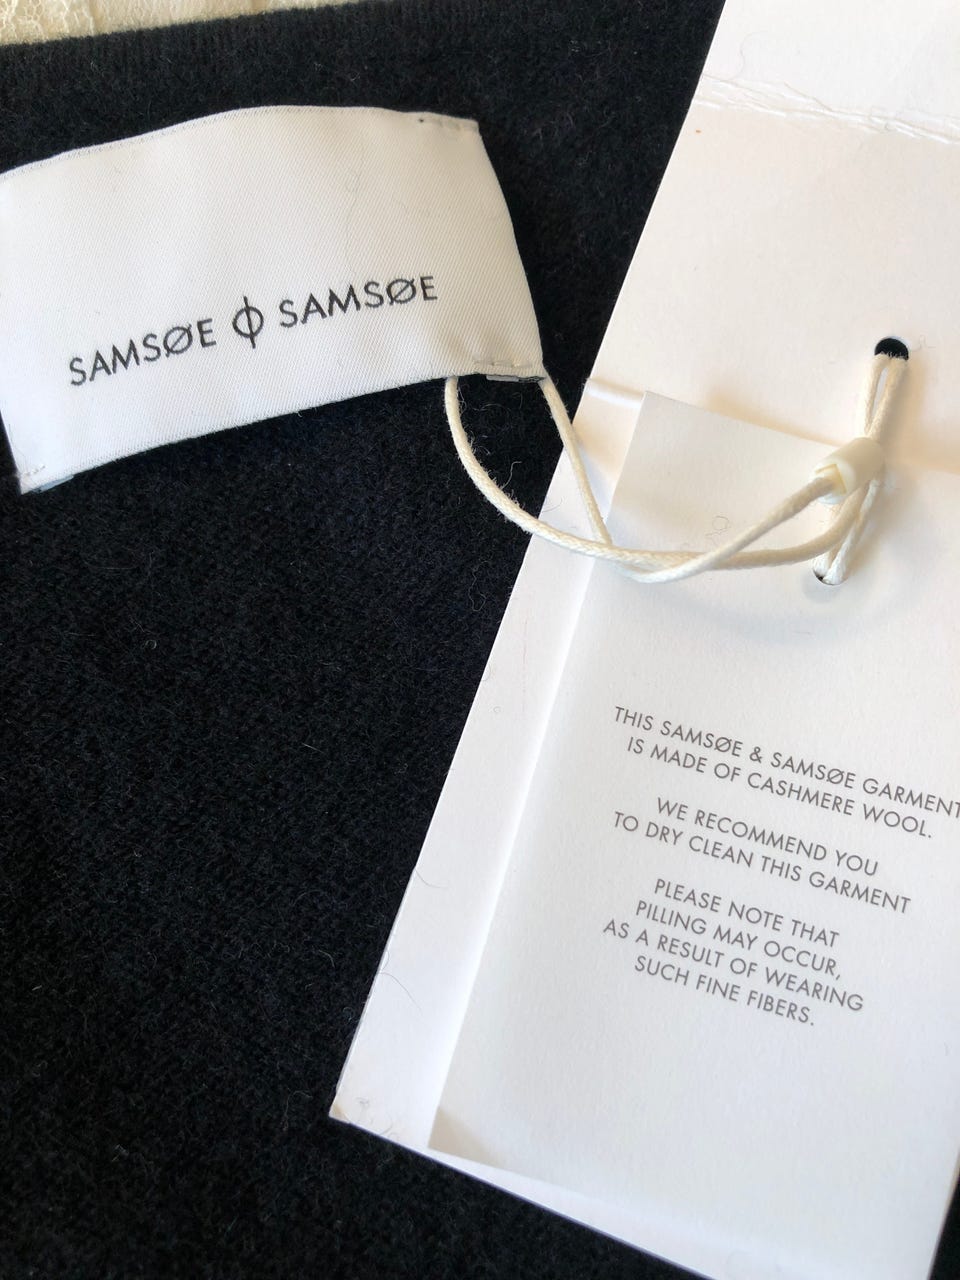 SAMSØE Φ SAMSØE
THIS SAMSØE & SAMSØE GARMENT
IS MADE OF CASHMERE WOOL.
WE RECOMMEND YOU
TO DRY CLEAN THIS GARMENT
PLEASE NOTE THAT
PILLING MAY OCCUR,
AS A RESULT OF WEARING
SUCH FINE FIBERS.